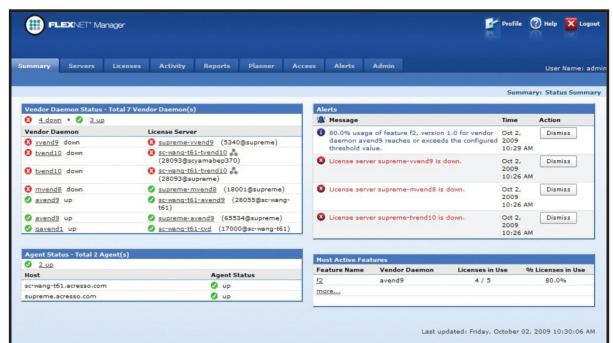 FLEXNET® Manager
Profile Help Logout
Summary Servers Licenses Activity Reports Planner Access Alerts Admin
User Name: admin
Summary: Status Summary
Vendor Daemon Status - Total 7 Vendor Daemon(s)
4 down • 3 up
Vendor Daemon License Server
xvend9 down supreme-vvend9 (5340@supreme)
tvend10 down sc-wang-t61-tvend10 (28093@scyamabep370)
tvend10 down sc-wang-t61-tvend10 (28093@supreme)
mvend8 down supreme-mvend8 (18001@supreme)
avend9 up sc-wang-t61-avend9 (28055@sc-wang-t61)
avend9 up supreme-avend9 (65534@supreme)
qavend1 up sc-wang-t61-cvd (17000@sc-wang-t61)
Agent Status - Total 2 Agent(s)
2 up
Host Agent Status
sc-wang-t61.acresso.com up
supreme.acresso.com up
Alerts
Message Time Action
80.0% usage of feature f2, version 1.0 for vendor daemon avend9 reaches or exceeds the configured threshold value. Oct 2, 2009 10:29 AM Dismiss
License server supreme-vvend9 is down. Oct 2, 2009 10:26 AM Dismiss
License server supreme-mvend8 is down. Oct 2, 2009 10:26 AM Dismiss
License server supreme-tvend10 is down. Oct 2, 2009 10:26 AM Dismiss
Most Active Features
Feature Name Vendor Daemon Licenses in Use % Licenses in Use
f2 avend9 4 / 5 80.0%
more...
Last updated: Friday, October 02, 2009 10:30:06 AM